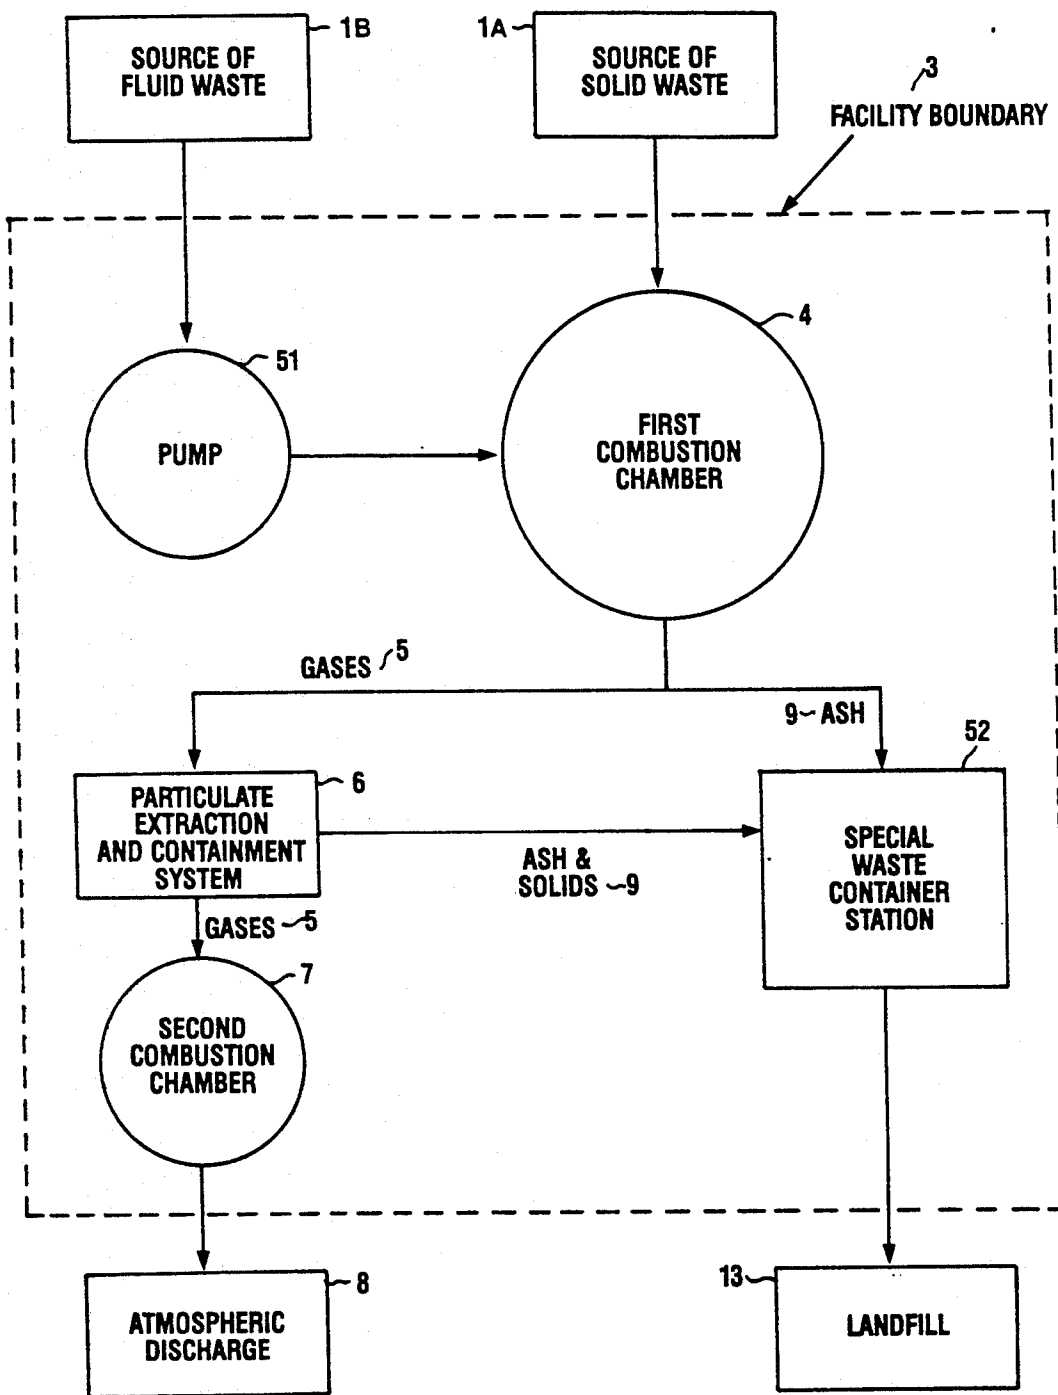 1B
SOURCE OF
FLUID WASTE
1A
SOURCE OF
SOLID WASTE
3
FACILITY BOUNDARY
51
PUMP
4
FIRST
COMBUSTION
CHAMBER
GASES 5
9 ASH
6
PARTICULATE
EXTRACTION
AND CONTAINMENT
SYSTEM
ASH &
SOLIDS 9
52
SPECIAL
WASTE
CONTAINER
STATION
GASES 5
7
SECOND
COMBUSTION
CHAMBER
8
ATMOSPHERIC
DISCHARGE
13
LANDFILL